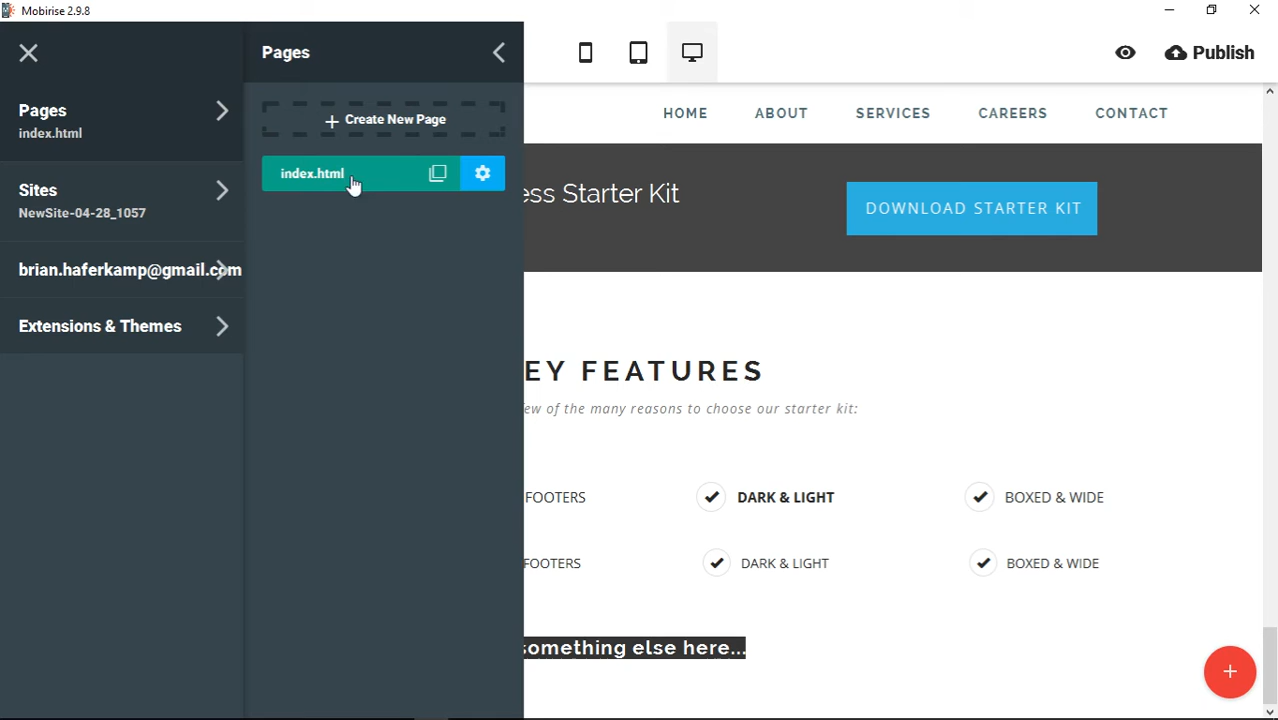 Mobirise 2.9.8
Pages
index.html
Sites
NewSite-04-28_1057
brian.haferkamp@gmail.com
Extensions & Themes
Pages
+ Create New Page
index.html
Publish
HOME ABOUT SERVICES CAREERS CONTACT
ess Starter Kit
DOWNLOAD STARTER KIT
EY FEATURES
ew of the many reasons to choose our starter kit:
FOOTERS DARK & LIGHT BOXED & WIDE
FOOTERS DARK & LIGHT BOXED & WIDE
something else here...
+